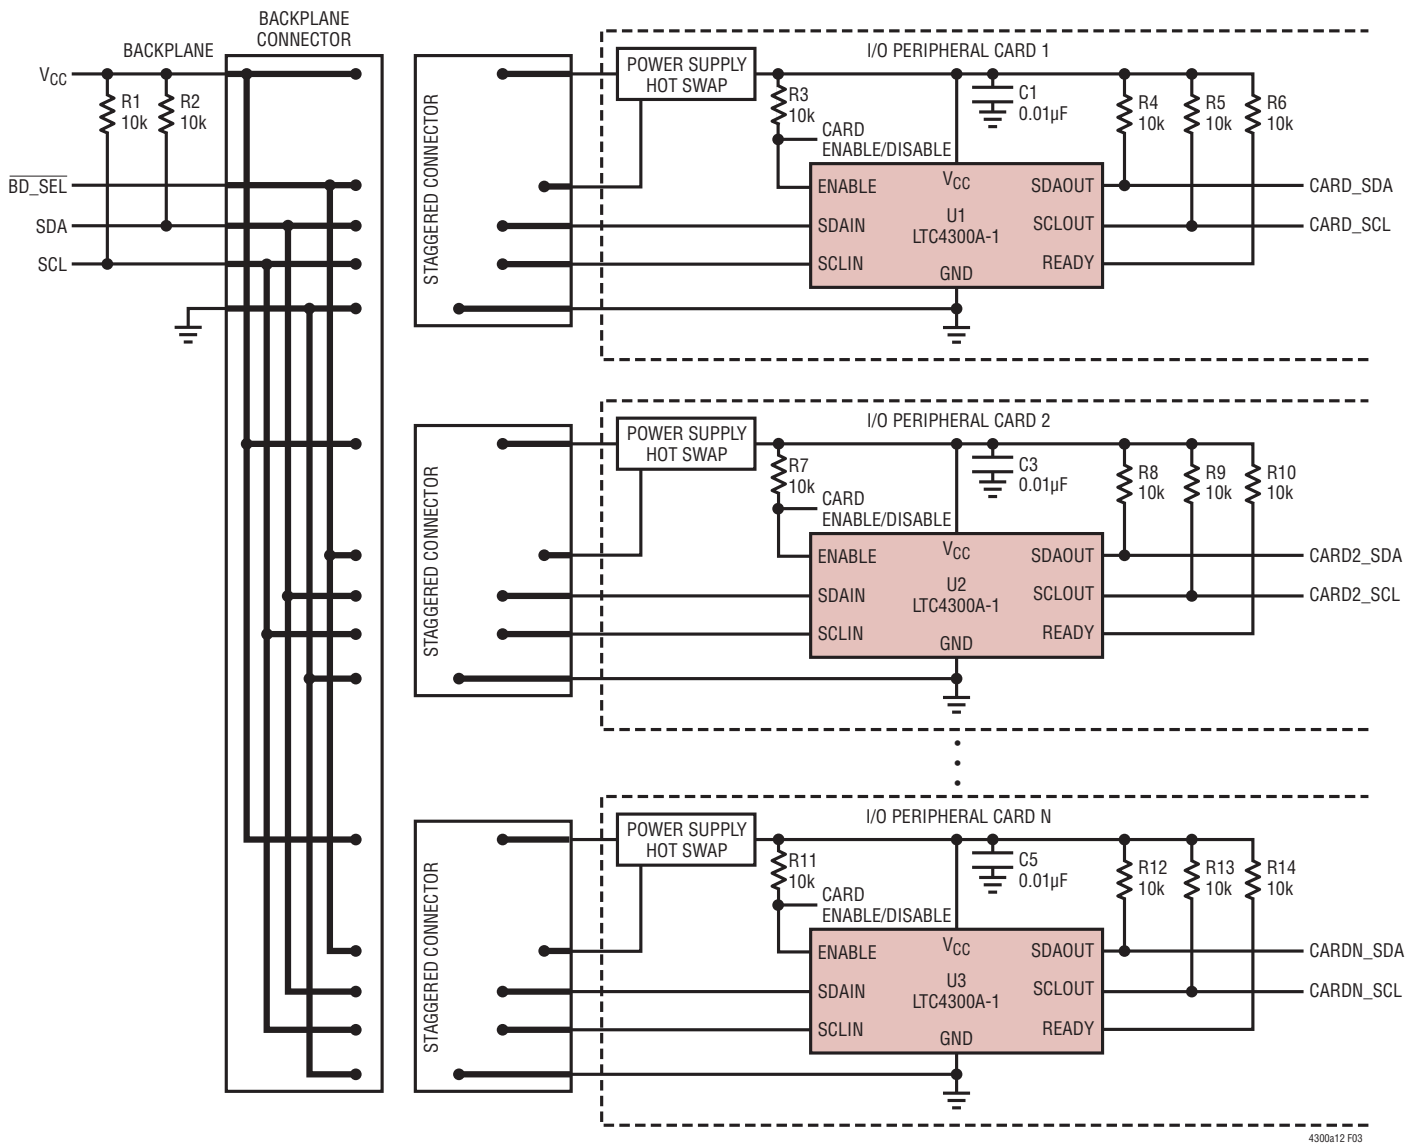 BACKPLANE
CONNECTOR
BACKPLANE
VCC
R1
10k
R2
10k
BD_SEL
SDA
SCL
STAGGERED CONNECTOR
I/O PERIPHERAL CARD 1
POWER SUPPLY
HOT SWAP
R3
10k
CARD
ENABLE/DISABLE
C1
0.01µF
R4
10k
R5
10k
R6
10k
ENABLE
VCC
SDAOUT
CARD_SDA
SDAIN
U1
LTC4300A-1
SCLOUT
CARD_SCL
SCLIN
GND
READY
STAGGERED CONNECTOR
I/O PERIPHERAL CARD 2
POWER SUPPLY
HOT SWAP
R7
10k
CARD
ENABLE/DISABLE
C3
0.01µF
R8
10k
R9
10k
R10
10k
ENABLE
VCC
SDAOUT
CARD2_SDA
SDAIN
U2
LTC4300A-1
SCLOUT
CARD2_SCL
SCLIN
GND
READY
STAGGERED CONNECTOR
I/O PERIPHERAL CARD N
POWER SUPPLY
HOT SWAP
R11
10k
CARD
ENABLE/DISABLE
C5
0.01µF
R12
10k
R13
10k
R14
10k
ENABLE
VCC
SDAOUT
CARDN_SDA
SDAIN
U3
LTC4300A-1
SCLOUT
CARDN_SCL
SCLIN
GND
READY
4300a12 F03